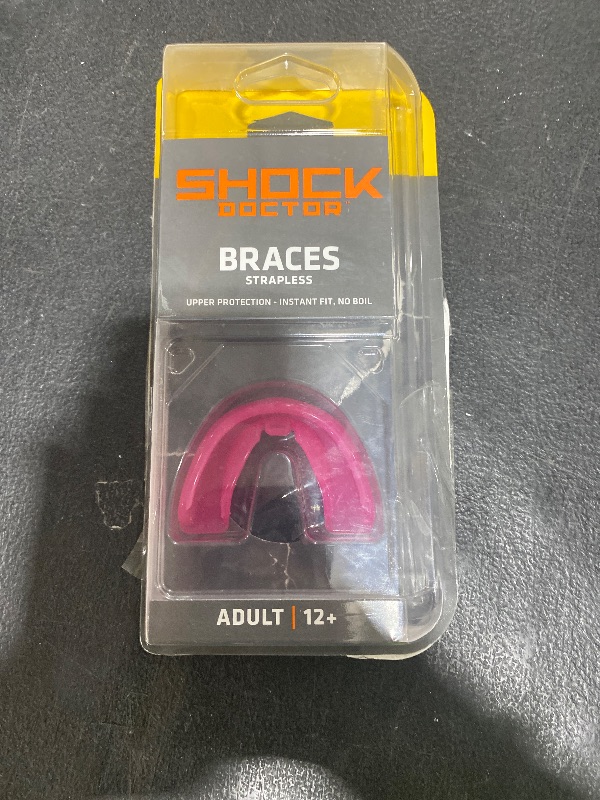 SHOCK
DOCTOR
BRACES
STRAPLESS
UPPER PROTECTION - INSTANT FIT, NO BOIL
ADULT | 12+